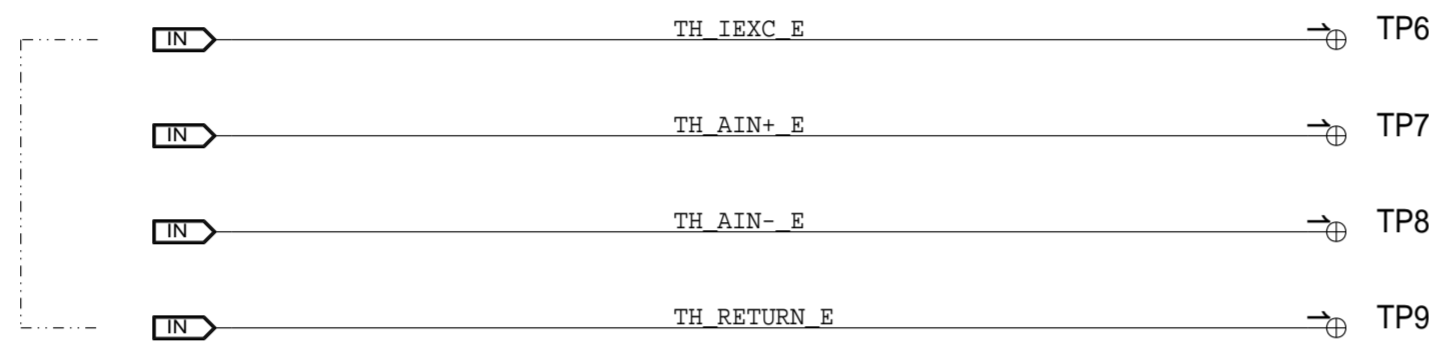 IN TH_IEXC_E TP6
IN TH_AIN+_E TP7
IN TH_AIN-_E TP8
IN TH_RETURN_E TP9